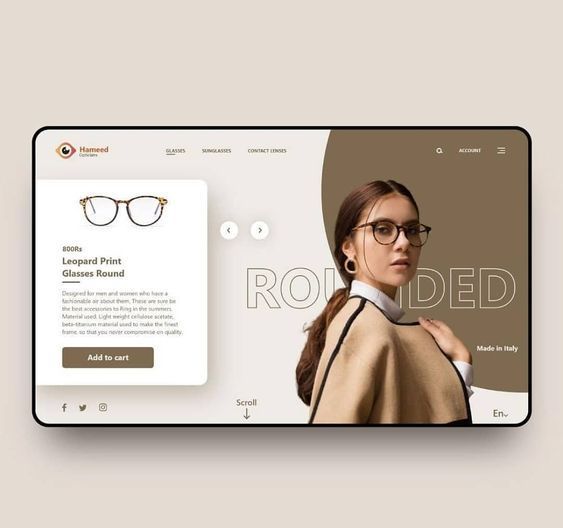 Hameed
Opticians
GLASSES
SUNGLASSES
CONTACT LENSES
ACCOUNT
800Rs
Leopard Print
Glasses Round
Designed for men and women who have a
fashionable air about them, These are sure be
the best accessories to Ring in the summers.
Material used: Light weight cellulose acetate,
beta-titanium material used to make the finest
frame, so that you never compromise on quality.
Add to cart
ROUNDED
Made in Italy
Scroll
En